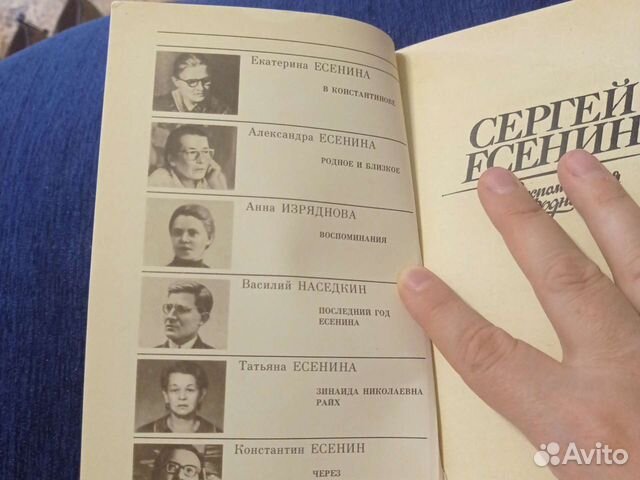 Екатерина ЕСЕНИНА
В КОНСТАНТИНОВЕ
Александра ЕСЕНИНА
РОДНОЕ И БЛИЗКОЕ
Анна ИЗРЯДНОВА
ВОСПОМИНАНИЯ
Василий НАСЕДКИН
ПОСЛЕДНИЙ ГОД
ЕСЕНИНА
Татьяна ЕСЕНИНА
ЗИНАИДА НИКОЛАЕВНА
РАЙХ
Константин ЕСЕНИН
ЧЕРЕЗ
СЕРГЕЙ
ЕСЕНИН
Avito